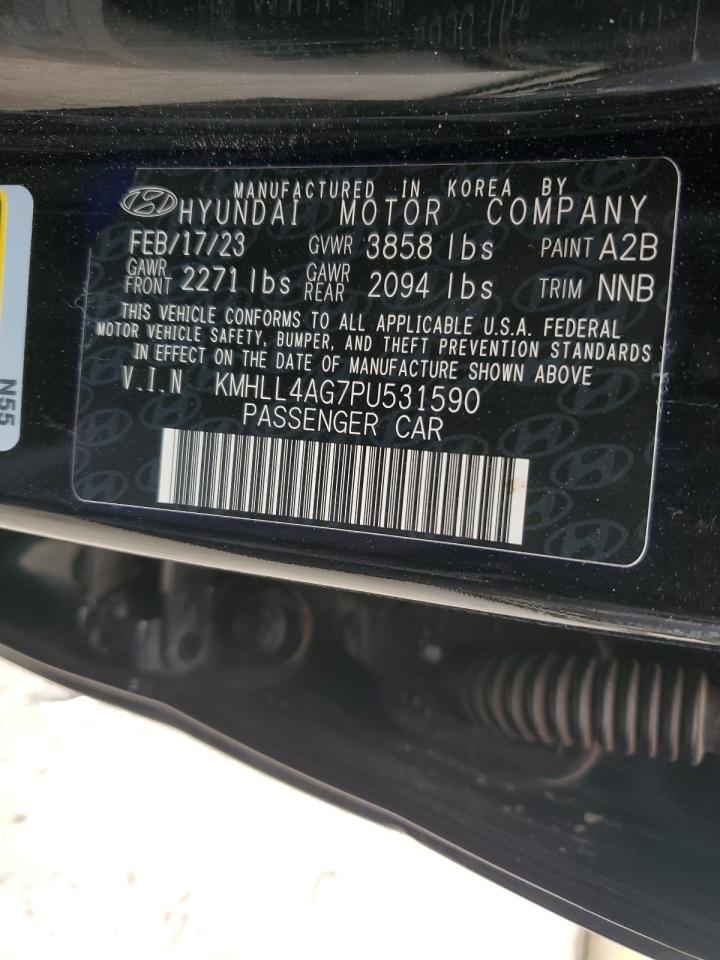 MANUFACTURED IN KOREA BY
HYUNDAI MOTOR COMPANY
FEB/17/23 GVWR 3858 lbs PAINT A2B
GAWR FRONT 2271 lbs GAWR REAR 2094 lbs TRIM NNB
THIS VEHICLE CONFORMS TO ALL APPLICABLE U.S.A. FEDERAL
MOTOR VEHICLE SAFETY, BUMPER, AND THEFT PREVENTION STANDARDS
IN EFFECT ON THE DATE OF MANUFACTURE SHOWN ABOVE
V.I.N KMHLL4AG7PU531590
PASSENGER CAR
N55